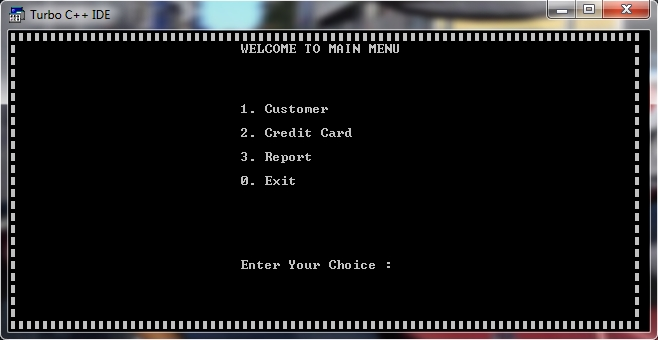 Turbo C++ IDE
WELCOME TO MAIN MENU
1. Customer
2. Credit Card
3. Report
0. Exit
Enter Your Choice :